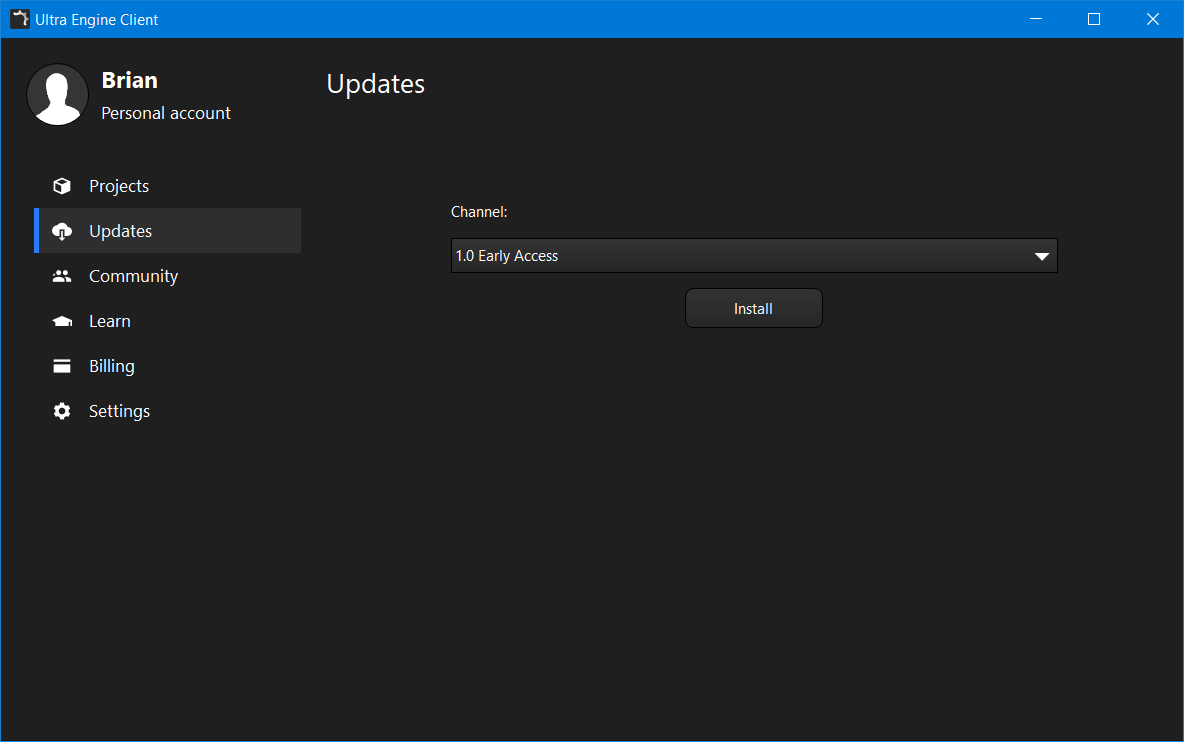 Ultra Engine Client
Brian
Personal account
Projects
Updates
Community
Learn
Billing
Settings
Updates
Channel:
1.0 Early Access
Install